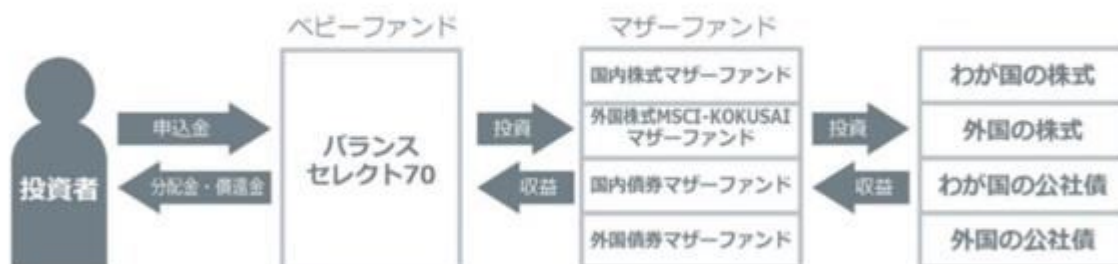 ベビーファンド
マザーファンド
投資者
申込金
分配金・償還金
バランス
セレクト70
投資
収益
国内株式マザーファンド
外国株式MSCI-KOKUSAI
マザーファンド
国内債券マザーファンド
外国債券マザーファンド
投資
収益
わが国の株式
外国の株式
わが国の公社債
外国の公社債